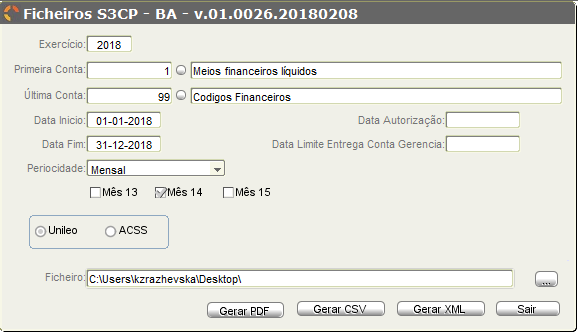 Ficheiros S3CP - BA - v.01.0026.20180208
Exercício: 2018
Primeira Conta: 1 Meios financeiros líquidos
Última Conta: 99 Codigos Financeiros
Data Inicio: 01-01-2018 Data Autorização:
Data Fim: 31-12-2018 Data Limite Entrega Conta Gerencia:
Periocidade: Mensal
Mês 13 Mês 14 Mês 15
Unileo ACSS
Ficheiro: C:\Users\kzrazhevska\Desktop\ ...
Gerar PDF Gerar CSV Gerar XML Sair